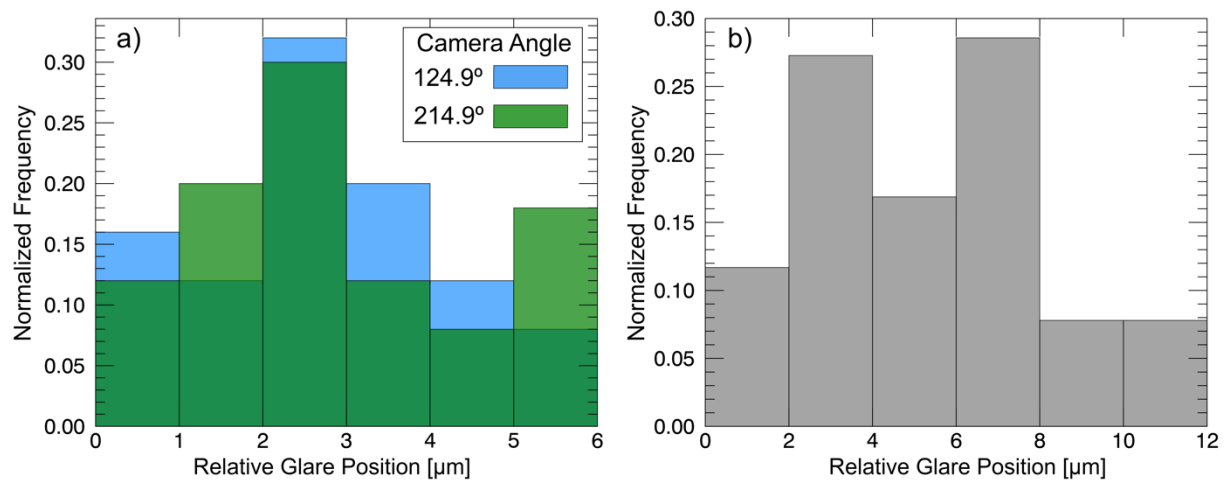 a)
Camera Angle
124.9º
214.9º
Normalized Frequency
0.30
0.25
0.20
0.15
0.10
0.05
0.00
0 1 2 3 4 5 6
Relative Glare Position [µm]
b)
Normalized Frequency
0.30
0.25
0.20
0.15
0.10
0.05
0.00
0 2 4 6 8 10 12
Relative Glare Position [µm]